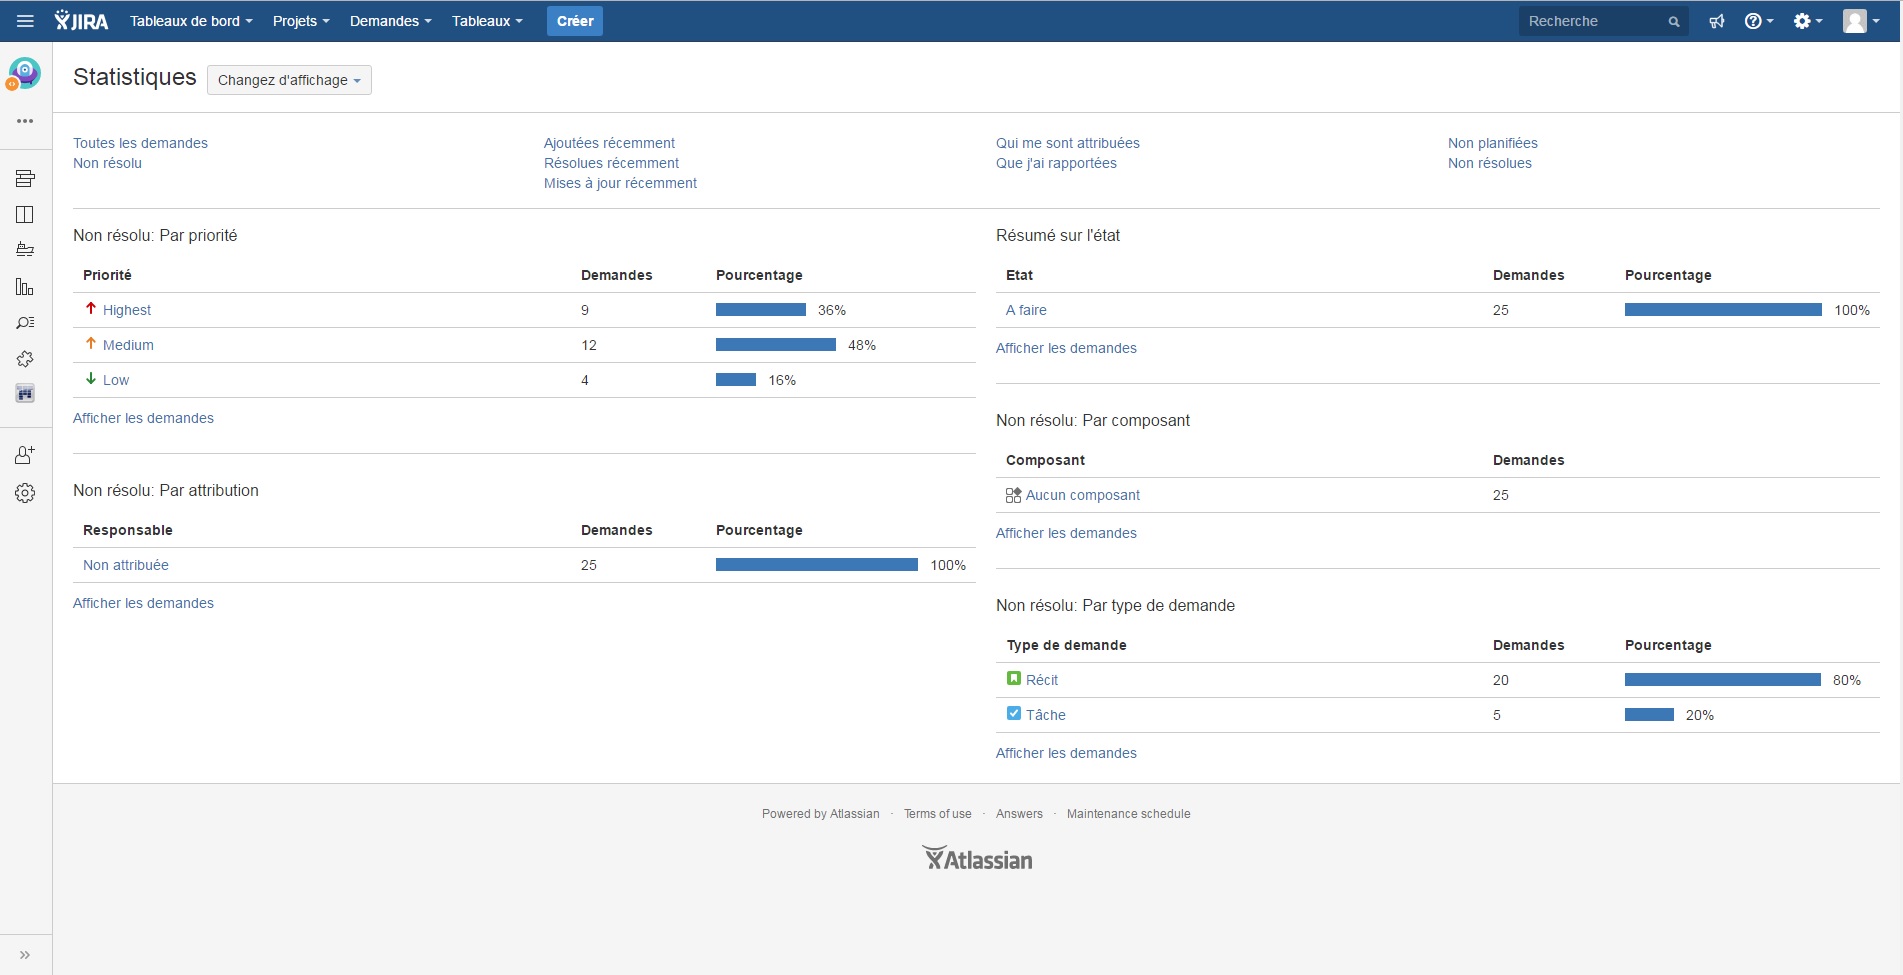 JIRA Tableaux de bord Projets Demandes Tableaux Créer Recherche
Statistiques Changez d'affichage
Toutes les demandes
Non résolu
Ajoutées récemment
Résolues récemment
Mises à jour récemment
Qui me sont attribuées
Que j'ai rapportées
Non planifiées
Non résolues
Non résolu: Par priorité
Priorité Demandes Pourcentage
Highest 9 36%
Medium 12 48%
Low 4 16%
Afficher les demandes
Non résolu: Par attribution
Responsable Demandes Pourcentage
Non attribuée 25 100%
Afficher les demandes
Résumé sur l'état
Etat Demandes Pourcentage
A faire 25 100%
Afficher les demandes
Non résolu: Par composant
Composant Demandes
Aucun composant 25
Afficher les demandes
Non résolu: Par type de demande
Type de demande Demandes Pourcentage
Récit 20 80%
Tâche 5 20%
Afficher les demandes
Powered by Atlassian · Terms of use · Answers · Maintenance schedule
Atlassian